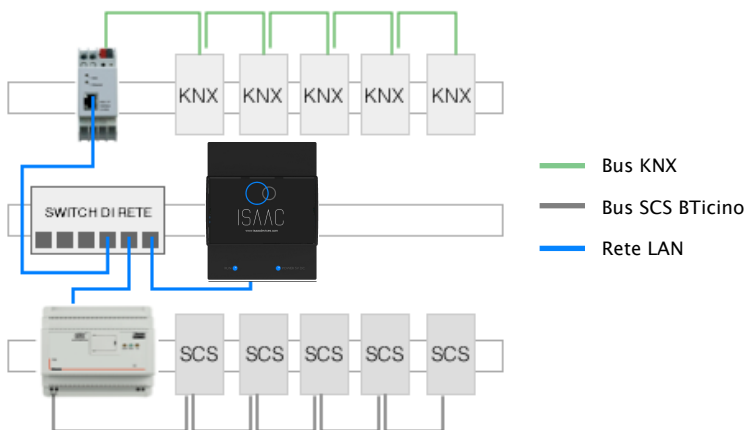 KNX KNX KNX KNX KNX
SWITCH DI RETE
ISAAC
SCS SCS SCS SCS SCS
Bus KNX
Bus SCS BTicino
Rete LAN